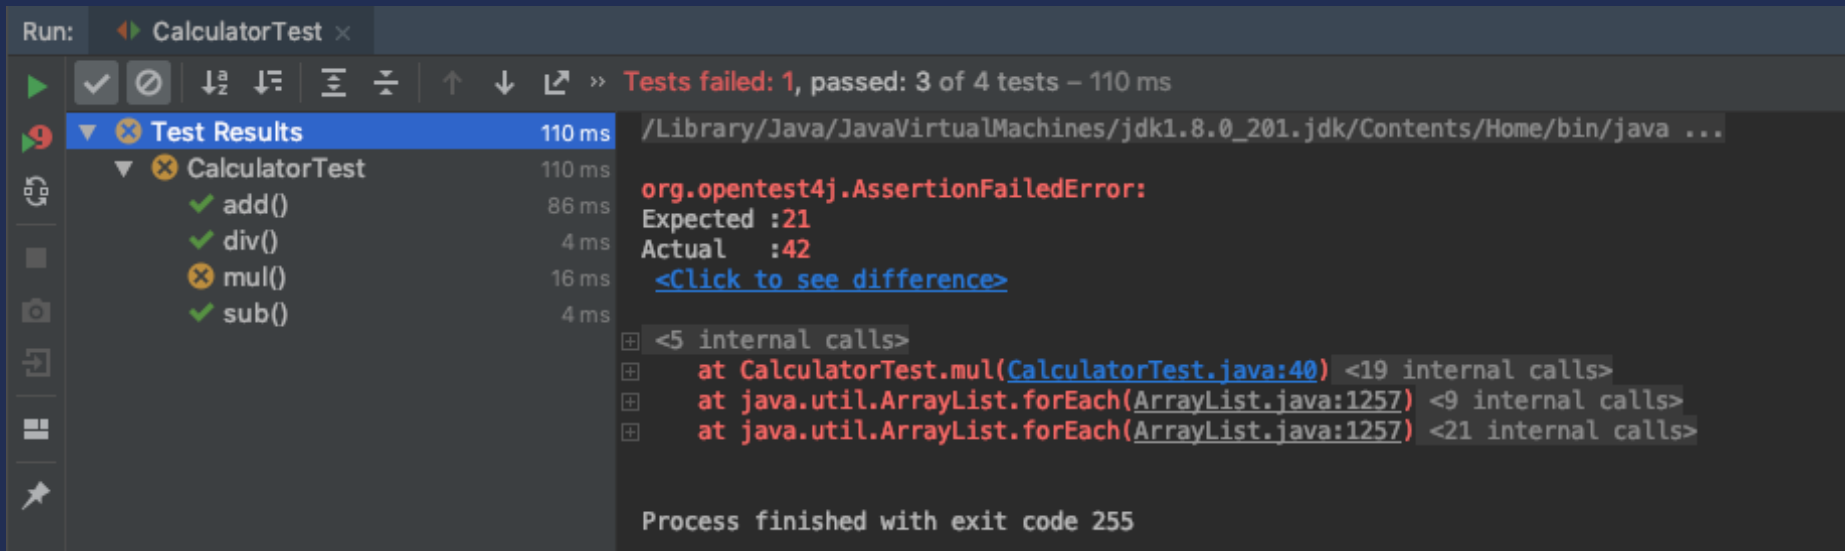 Run: CalculatorTest ×
Tests failed: 1, passed: 3 of 4 tests – 110 ms
Test Results 110 ms
CalculatorTest 110 ms
add() 86 ms
div() 4 ms
mul() 16 ms
sub() 4 ms
/Library/Java/JavaVirtualMachines/jdk1.8.0_201.jdk/Contents/Home/bin/java ...
org.opentest4j.AssertionFailedError:
Expected :21
Actual   :42
<Click to see difference>
<5 internal calls>
at CalculatorTest.mul(CalculatorTest.java:40) <19 internal calls>
at java.util.ArrayList.forEach(ArrayList.java:1257) <9 internal calls>
at java.util.ArrayList.forEach(ArrayList.java:1257) <21 internal calls>
Process finished with exit code 255